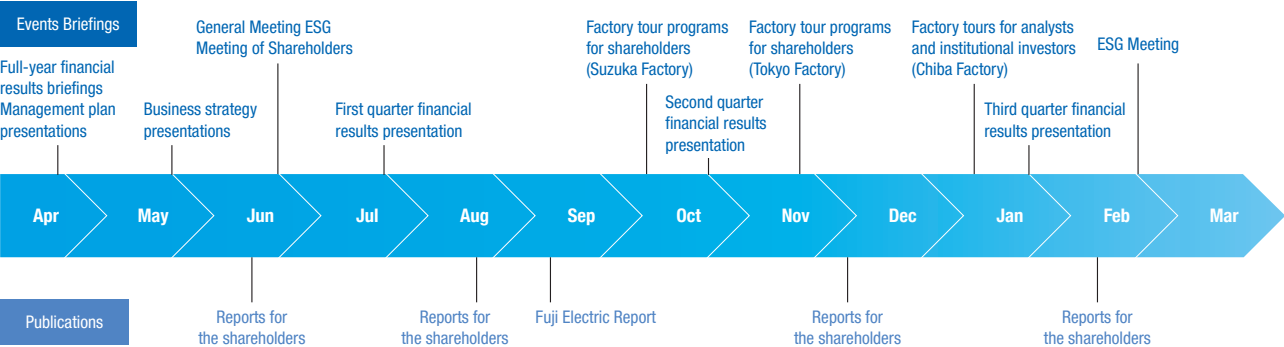 Events Briefings
Full-year financial
results briefings
Management plan
presentations
Business strategy
presentations
General Meeting ESG
Meeting of Shareholders
First quarter financial
results presentation
Factory tour programs
for shareholders
(Suzuka Factory)
Second quarter
financial results
presentation
Factory tour programs
for shareholders
(Tokyo Factory)
Factory tours for analysts
and institutional investors
(Chiba Factory)
Third quarter financial
results presentation
ESG Meeting
Apr
May
Jun
Jul
Aug
Sep
Oct
Nov
Dec
Jan
Feb
Mar
Publications
Reports for
the shareholders
Reports for
the shareholders
Fuji Electric Report
Reports for
the shareholders
Reports for
the shareholders